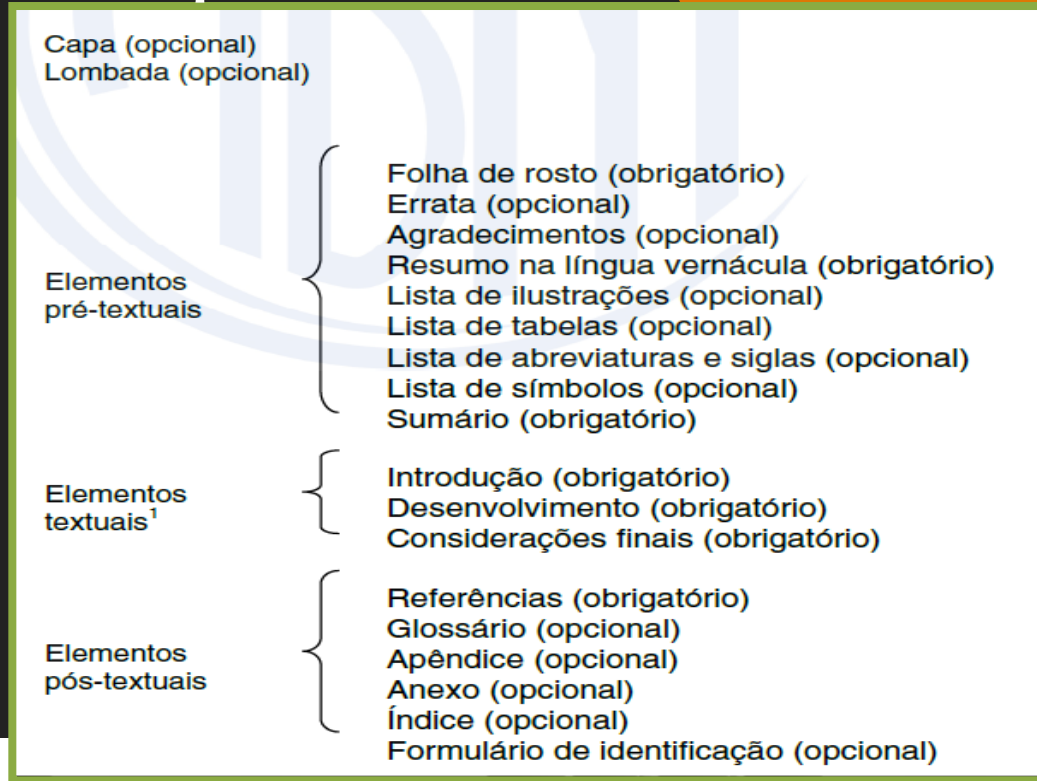 Capa (opcional)
Lombada (opcional)
Elementos
pré-textuais
Folha de rosto (obrigatório)
Errata (opcional)
Agradecimentos (opcional)
Resumo na língua vernácula (obrigatório)
Lista de ilustrações (opcional)
Lista de tabelas (opcional)
Lista de abreviaturas e siglas (opcional)
Lista de símbolos (opcional)
Sumário (obrigatório)
Elementos
textuais¹
Introdução (obrigatório)
Desenvolvimento (obrigatório)
Considerações finais (obrigatório)
Elementos
pós-textuais
Referências (obrigatório)
Glossário (opcional)
Apêndice (opcional)
Anexo (opcional)
Índice (opcional)
Formulário de identificação (opcional)